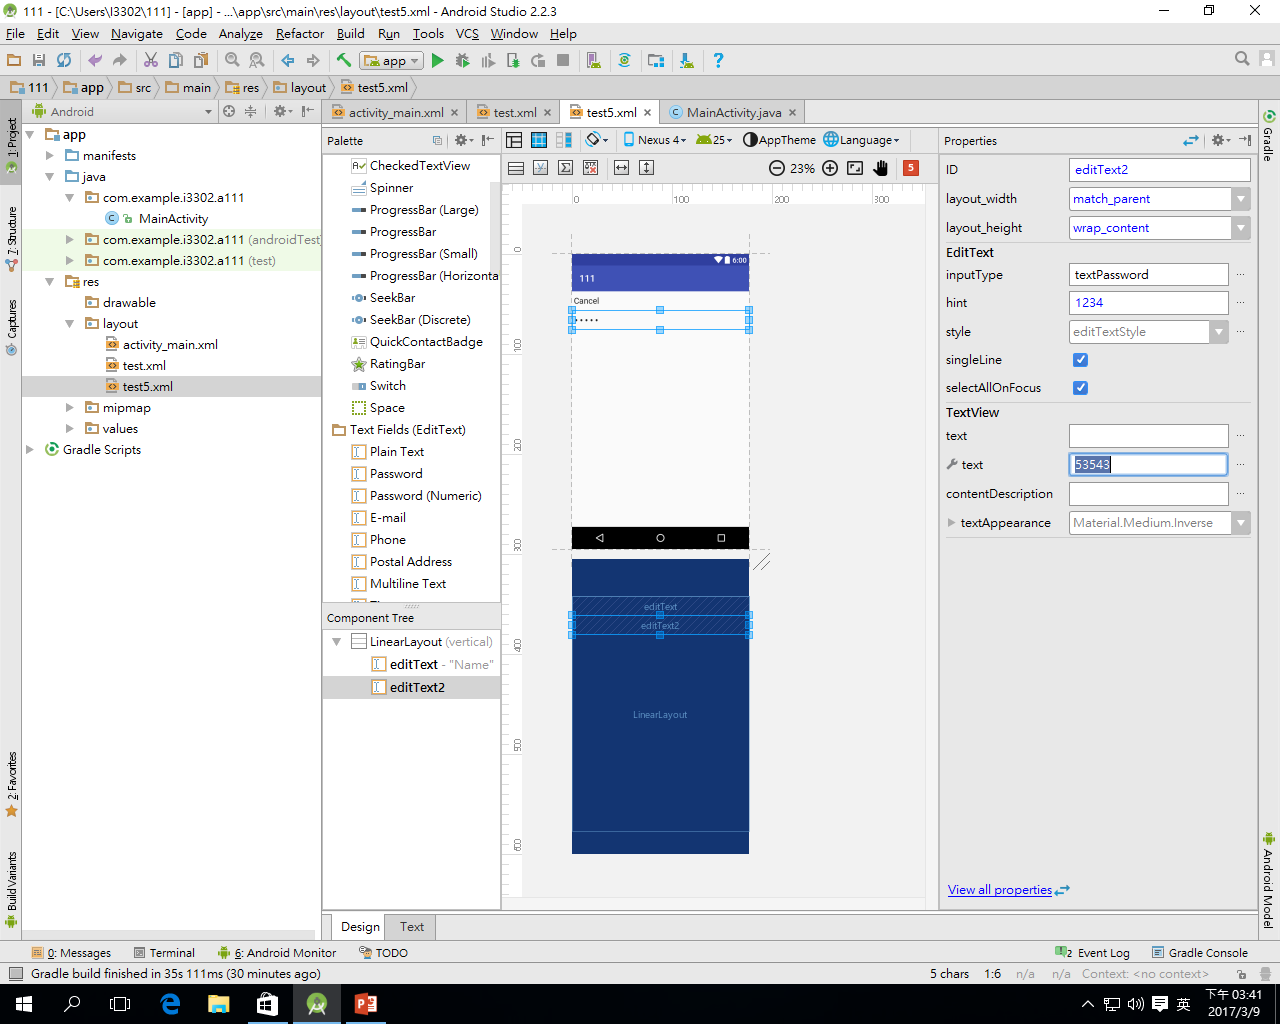 111 - [C:\Users\I3302\111] - [app] - ...\app\src\main\res\layout\test5.xml - Android Studio 2.2.3
File Edit View Navigate Code Analyze Refactor Build Run Tools VCS Window Help
app
111 app src main res layout test5.xml
Android
activity_main.xml test.xml test5.xml MainActivity.java
1: Project
7: Structure
Captures
2: Favorites
Build Variants
app
manifests
java
com.example.i3302.a111
MainActivity
com.example.i3302.a111 (androidTest
com.example.i3302.a111 (test)
res
drawable
layout
activity_main.xml
test.xml
test5.xml
mipmap
values
Gradle Scripts
Palette
CheckedTextView
Spinner
ProgressBar (Large)
ProgressBar
ProgressBar (Small)
ProgressBar (Horizonta
SeekBar
SeekBar (Discrete)
QuickContactBadge
RatingBar
Switch
Space
Text Fields (EditText)
Plain Text
Password
Password (Numeric)
E-mail
Phone
Postal Address
Multiline Text
Component Tree
LinearLayout (vertical)
editText - "Name"
editText2
Nexus 4 25 AppTheme Language
23% 5
0 100 200 300
0
100
200
300
400
500
600
6:00
111
Cancel
editText
editText2
LinearLayout
Design Text
Properties
ID editText2
layout_width match_parent
layout_height wrap_content
EditText
inputType textPassword ...
hint 1234 ...
style editTextStyle ...
singleLine
selectAllOnFocus
TextView
text ...
text 53543 ...
contentDescription ...
textAppearance Material.Medium.Inverse
View all properties
Gradle
Android Model
0: Messages Terminal 6: Android Monitor TODO 2 Event Log Gradle Console
Gradle build finished in 35s 111ms (30 minutes ago) 5 chars 1:6 n/a n/a Context: <no context>
英 下午 03:41
2017/3/9